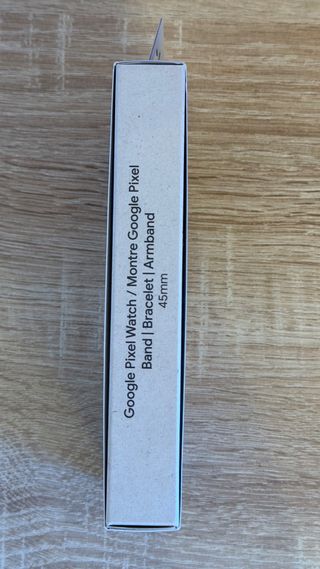 Google Pixel Watch / Montre Google Pixel
Band | Bracelet | Armband
45mm